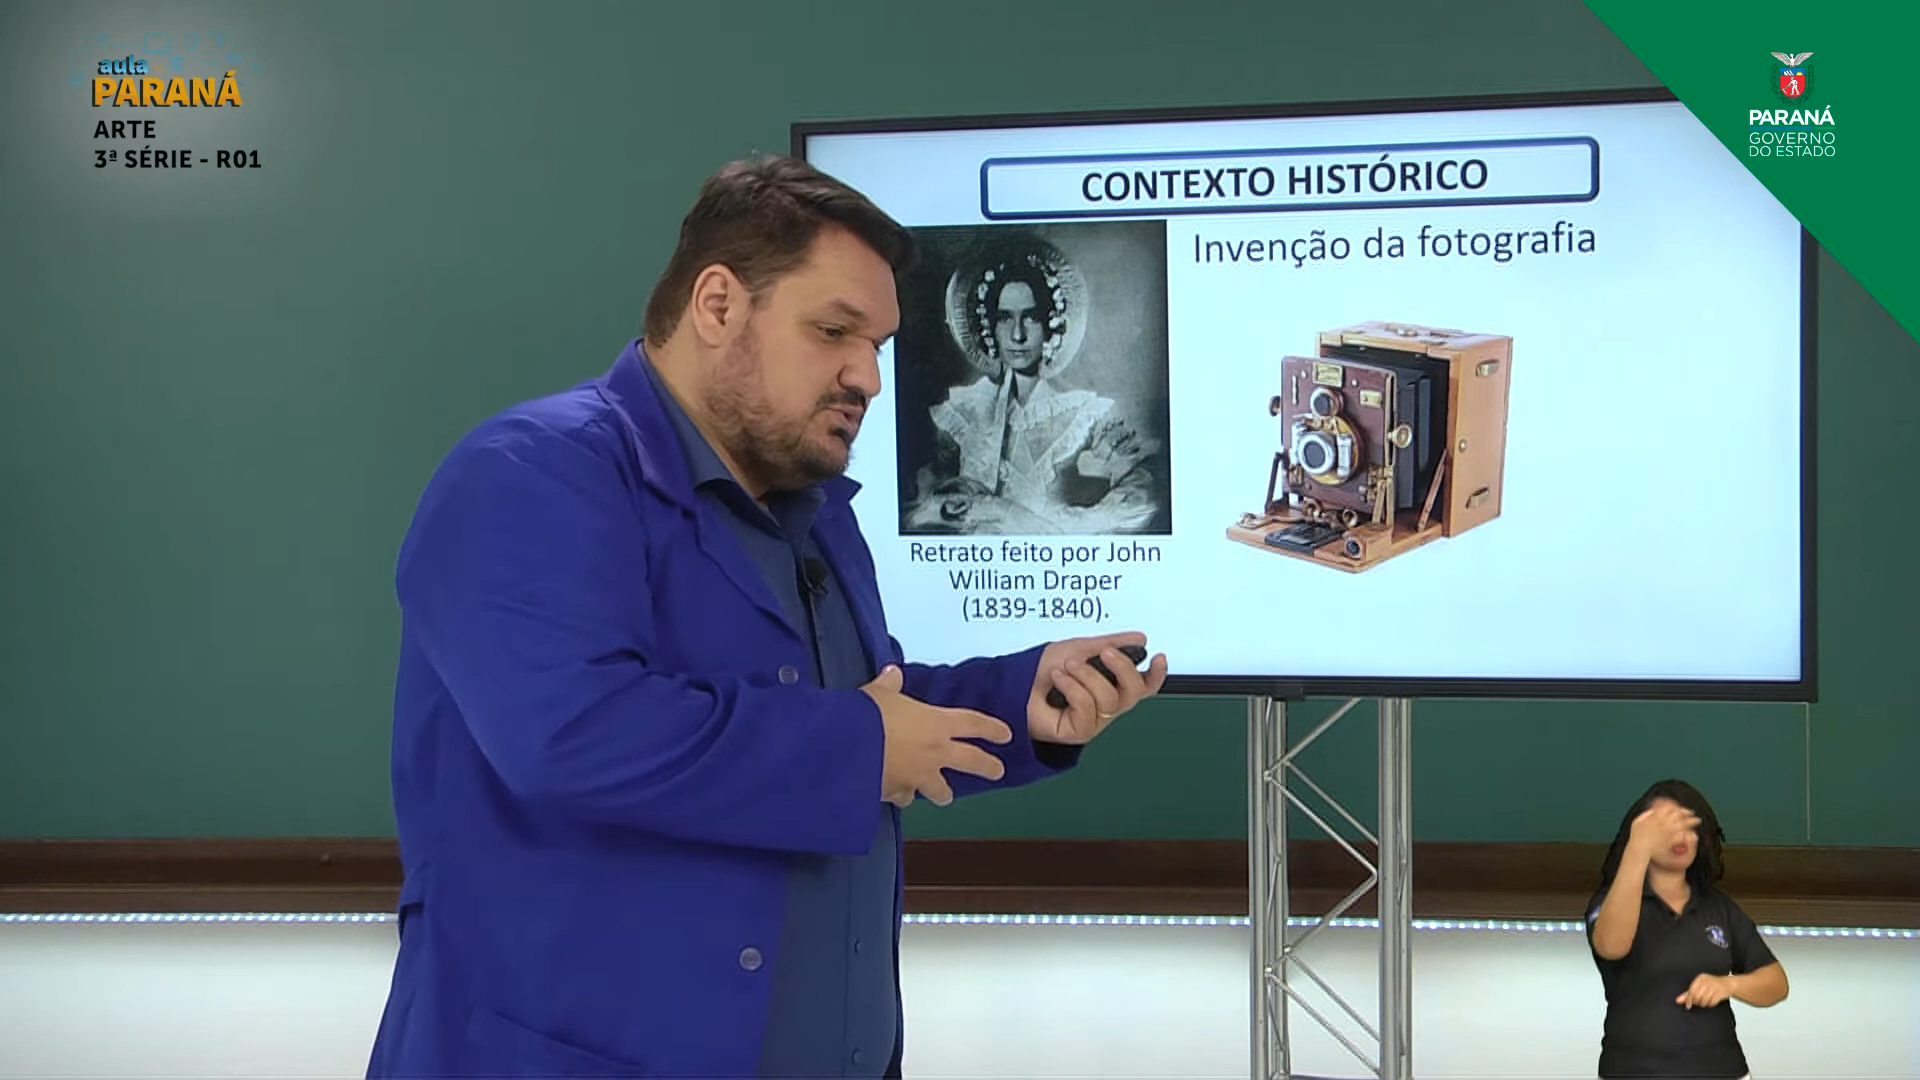 aula
PARANÁ
ARTE
3ª SÉRIE - R01
PARANÁ
GOVERNO
DO ESTADO
CONTEXTO HISTÓRICO
Invenção da fotografia
Retrato feito por John
William Draper
(1839-1840).